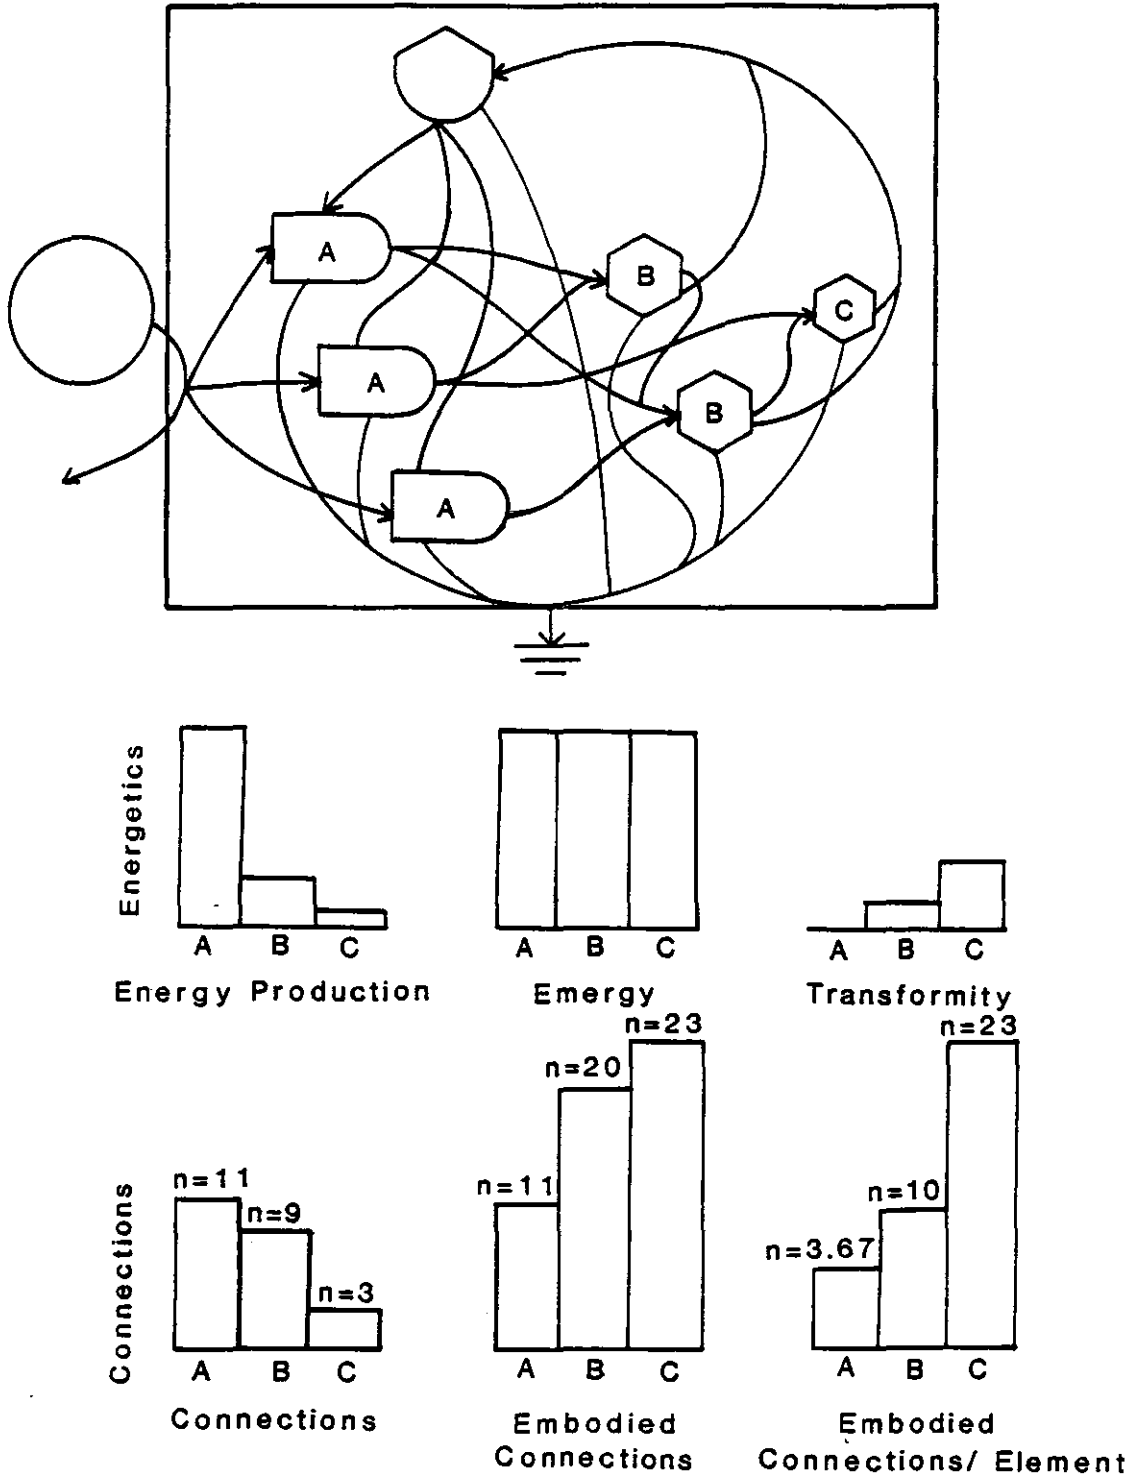 A
B
C
A
B
A
Energetics
A B C
Energy Production
A B C
Emergy
A B C
Transformity
Connections
n=11
n=9
n=3
A B C
Connections
n=11
n=20
n=23
A B C
Embodied
Connections
n=3.67
n=10
n=23
A B C
Embodied
Connections/ Element